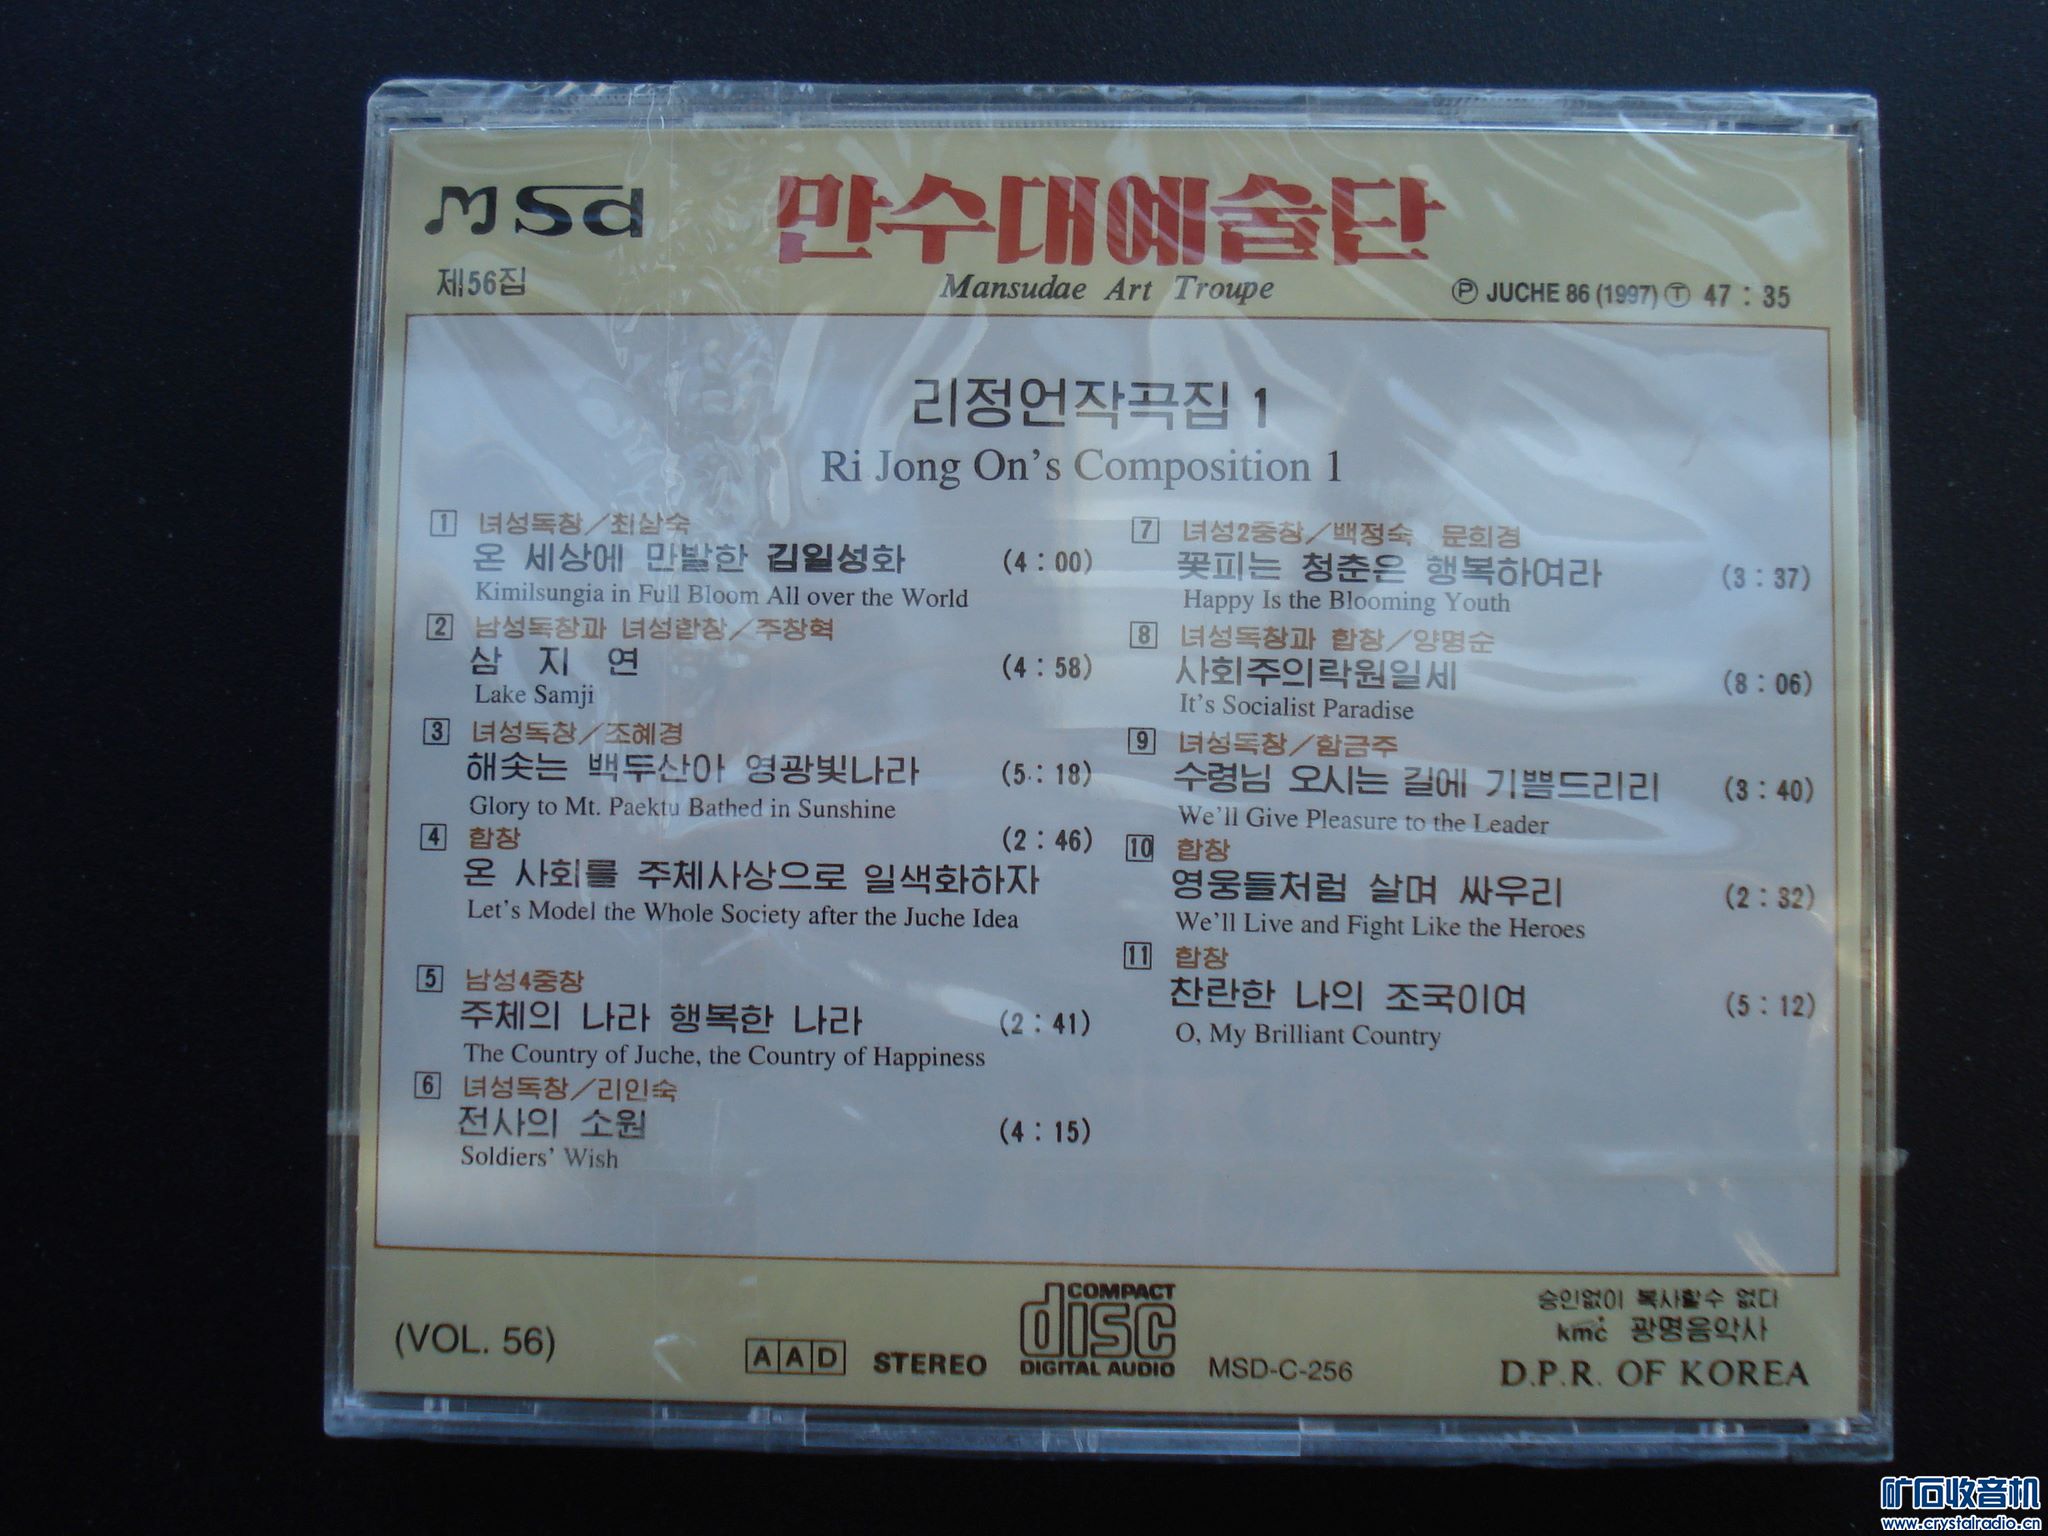 msd
만수대예술단
제56집
Mansudae Art Troupe
Ⓟ JUCHE 86 (1997) Ⓣ 47 : 35
리정언작곡집 1
Ri Jong On's Composition 1
1 녀성독창/최삼숙
온 세상에 만발한 김일성화 (4 : 00)
Kimilsungia in Full Bloom All over the World
2 남성독창과 녀성합창/주창혁
삼 지 연 (4 : 58)
Lake Samji
3 녀성독창/조혜경
해솟는 백두산아 영광빛나라 (5 : 18)
Glory to Mt. Paektu Bathed in Sunshine
4 합창 (2 : 46)
온 사회를 주체사상으로 일색화하자
Let's Model the Whole Society after the Juche Idea
5 남성4중창
주체의 나라 행복한 나라 (2 : 41)
The Country of Juche, the Country of Happiness
6 녀성독창/리인숙
전사의 소원 (4 : 15)
Soldiers' Wish
7 녀성2중창/백정숙 문희경
꽃피는 청춘은 행복하여라 (3 : 37)
Happy Is the Blooming Youth
8 녀성독창과 합창/양명순
사회주의락원일세 (8 : 06)
It's Socialist Paradise
9 녀성독창/함금주
수령님 오시는 길에 기쁨드리리 (3 : 40)
We'll Give Pleasure to the Leader
10 합창
영웅들처럼 살며 싸우리 (2 : 32)
We'll Live and Fight Like the Heroes
11 합창
찬란한 나의 조국이여 (5 : 12)
O, My Brilliant Country
(VOL. 56)
AAD STEREO
COMPACT
disc
DIGITAL AUDIO
MSD-C-256
승인없이 복사할수 없다
kmc 광명음악사
D.P.R. OF KOREA
矿石收音机
www.crystalradio.cn